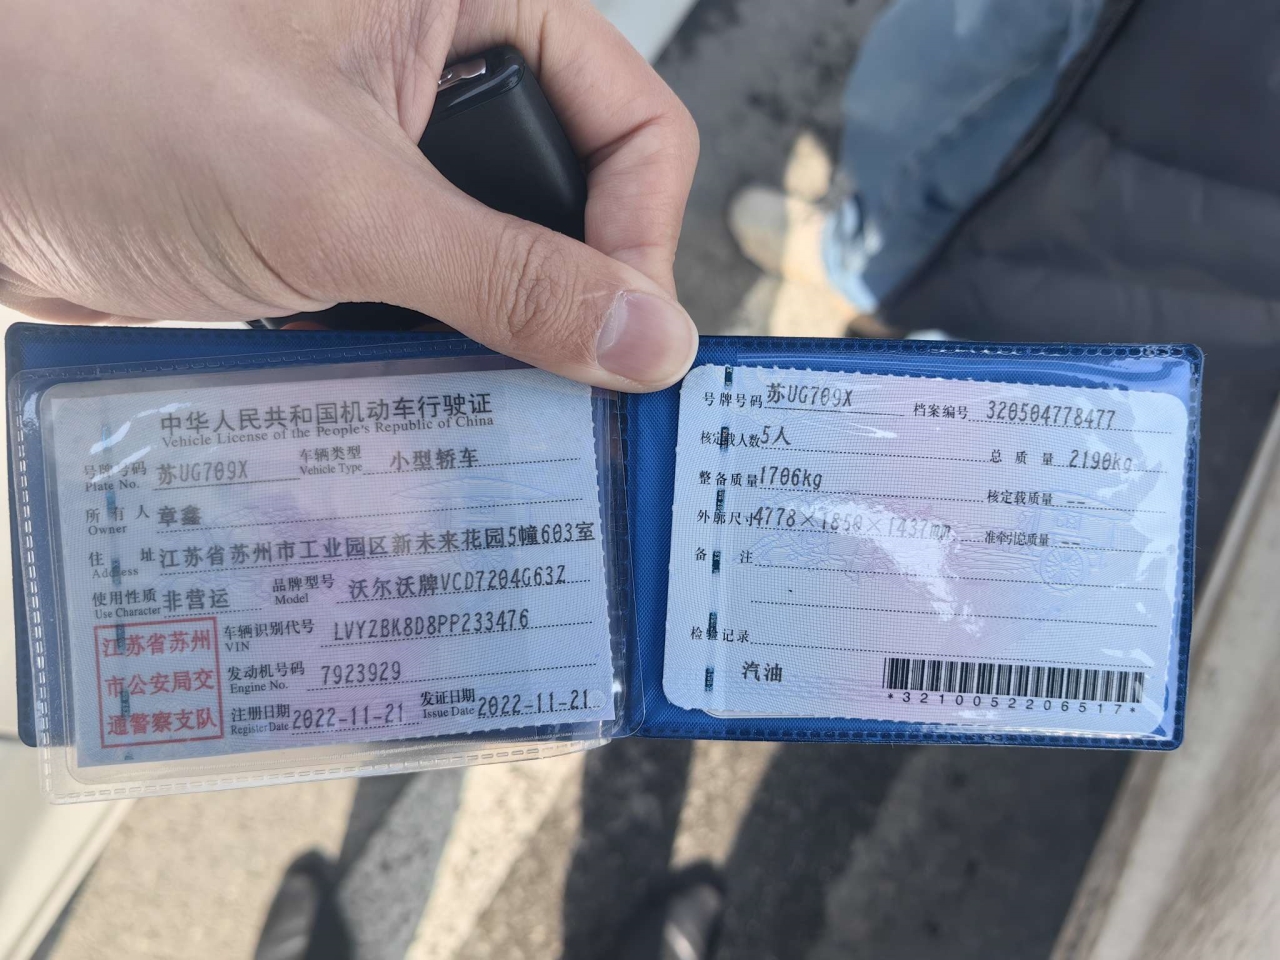 中华人民共和国机动车行驶证
Vehicle License of the People's Republic of China
号牌号码 苏UG709X 车辆类型 小型轿车
Plate No. Vehicle Type
所有人 章鑫
Owner
住址 江苏省苏州市工业园区新未来花园5幢603室
Address
使用性质 非营运 品牌型号 沃尔沃牌VCD7204G63Z
Use Character Model
江苏省苏州
市公安局交
通警察支队
车辆识别代号 LVYZBK8D8PP233476
VIN
发动机号码 7923929
Engine No.
注册日期 2022-11-21 发证日期 2022-11-21
Register Date Issue Date
号牌号码 苏UG709X 档案编号 320504778477
核定载人数 5人 总质量 2190kg
整备质量 1706kg 核定载质量 --
外廓尺寸 4778×1850×1437mm 准牵引总质量 --
备注
检验记录
汽油
*3210052206517*